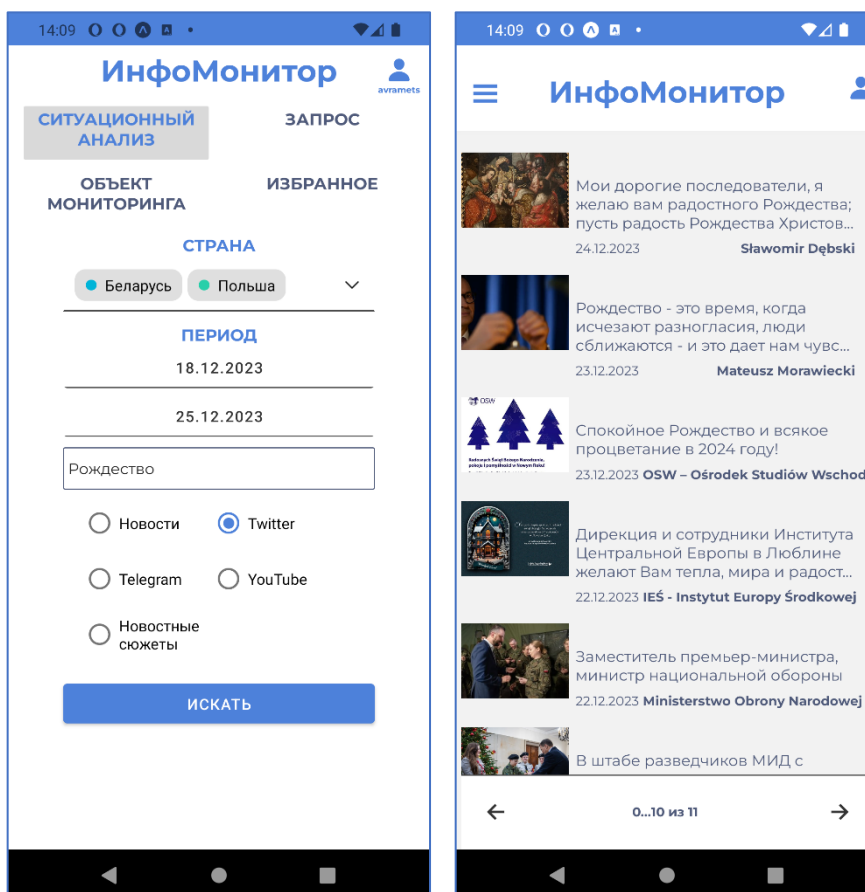 14:09
ИнфоМонитор
avramets
СИТУАЦИОННЫЙ
АНАЛИЗ
ЗАПРОС
ОБЪЕКТ
МОНИТОРИНГА
ИЗБРАННОЕ
СТРАНА
Беларусь
Польша
ПЕРИОД
18.12.2023
25.12.2023
Рождество
Новости
Twitter
Telegram
YouTube
Новостные
сюжеты
ИСКАТЬ
14:09
ИнфоМонитор
Мои дорогие последователи, я
желаю вам радостного Рождества;
пусть радость Рождества Христов...
24.12.2023 Sławomir Dębski
Рождество - это время, когда
исчезают разногласия, люди
сближаются - и это дает нам чувс...
23.12.2023 Mateusz Morawiecki
OSW
Спокойное Рождество и всякое
процветание в 2024 году!
23.12.2023 OSW – Ośrodek Studiów Wschod
Дирекция и сотрудники Института
Центральной Европы в Люблине
желают Вам тепла, мира и радост...
22.12.2023 IEŚ - Instytut Europy Środkowej
Заместитель премьер-министра,
министр национальной обороны
22.12.2023 Ministerstwo Obrony Narodowej
В штабе разведчиков МИД с
0...10 из 11